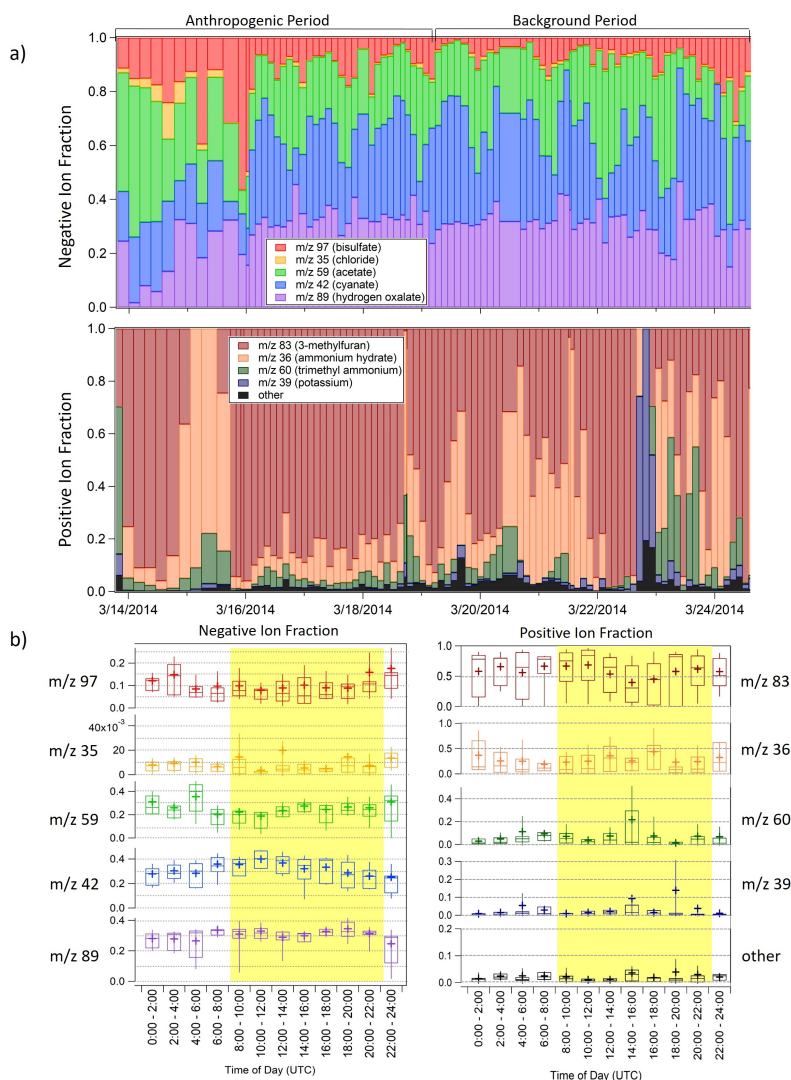 Anthropogenic Period Background Period
a)
1.0
0.8
0.6
0.4
0.2
0.0
Negative Ion Fraction
m/z 97 (bisulfate)
m/z 35 (chloride)
m/z 59 (acetate)
m/z 42 (cyanate)
m/z 89 (hydrogen oxalate)
1.0
0.8
0.6
0.4
0.2
0.0
Positive Ion Fraction
m/z 83 (3-methylfuran)
m/z 36 (ammonium hydrate)
m/z 60 (trimethyl ammonium)
m/z 39 (potassium)
other
3/14/2014 3/16/2014 3/18/2014 3/20/2014 3/22/2014 3/24/2014
b)
Negative Ion Fraction
m/z 97
0.2
0.1
0.0
m/z 35
40x10-3
20
0
m/z 59
0.4
0.2
0.0
m/z 42
0.4
0.2
0.0
m/z 89
0.4
0.2
0.0
0:00 - 2:00
2:00 - 4:00
4:00 - 6:00
6:00 - 8:00
8:00 - 10:00
10:00 - 12:00
12:00 - 14:00
14:00 - 16:00
16:00 - 18:00
18:00 - 20:00
20:00 - 22:00
22:00 - 24:00
Time of Day (UTC)
Positive Ion Fraction
1.0
0.5
0.0
m/z 83
1.0
0.5
0.0
m/z 36
0.4
0.2
0.0
m/z 60
0.3
0.2
0.1
0.0
m/z 39
0.2
0.1
0.0
other
0:00 - 2:00
2:00 - 4:00
4:00 - 6:00
6:00 - 8:00
8:00 - 10:00
10:00 - 12:00
12:00 - 14:00
14:00 - 16:00
16:00 - 18:00
18:00 - 20:00
20:00 - 22:00
22:00 - 24:00
Time of Day (UTC)